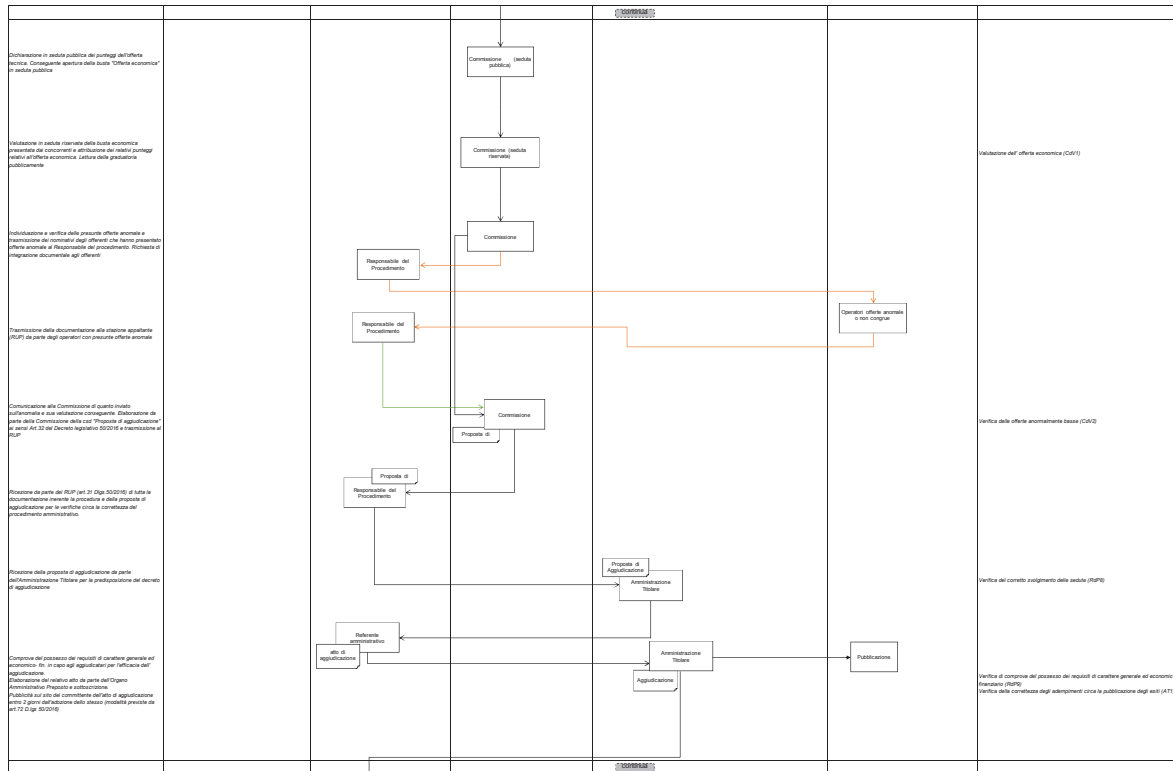 continua
Dichiarazione in seduta pubblica dei punteggi dell'offerta
tecnica. Conseguente apertura della busta "Offerta economica"
in seduta pubblica
Commissione (seduta
pubblica)
Valutazione in seduta riservata della busta economica
presentata dai concorrenti e attribuzione dei relativi punteggi
relativi all'offerta economica. Lettura della graduatoria
pubblicamente
Commissione (seduta
riservata)
Valutazione dell' offerta economica (CdV1)
Individuazione e verifica delle presunte offerte anomale e
trasmissione dei nominativi degli offerenti che hanno presentato
offerte anomale al Responsabile del procedimento. Richiesta di
integrazione documentale agli offerenti
Commissione
Responsabile del
Procedimento
Operatori offerte anomale
o non congrue
Trasmissione della documentazione alla stazione appaltante
(RUP) da parte degli operatori con presunte offerte anomale
Responsabile del
Procedimento
Comunicazione alla Commissione di quanto inviato
sull'anomalia e sua valutazione conseguente. Elaborazione da
parte della Commissione della csd "Proposta di aggiudicazione"
ai sensi Art.32 del Decreto legislativo 50/2016 e trasmissione al
RUP
Commissione
Proposta di
Verifica delle offerte anormalmente basse (CdV2)
Proposta di
Responsabile del
Procedimento
Ricezione da parte del RUP (art.31 Dlgs.50/2016) di tutta la
documentazione inerente la procedura e della proposta di
aggiudicazione per le verifiche circa la correttezza del
procedimento amministrativo.
Proposta di
Aggiudicazione
Amministrazione
Titolare
Ricezione della proposta di aggiudicazione da parte
dell'Amministrazione Titolare per la predisposizione del decreto
di aggiudicazione
Verifica del corretto svolgimento delle sedute (RdP8)
Referente
amministrativo
atto di
aggiudicazione
Amministrazione
Titolare
Aggiudicazione
Pubblicazione
Comprova del possesso dei requisiti di carattere generale ed
economico- fin. in capo agli aggiudicatari per l'efficacia dell'
aggiudicazione.
Elaborazione del relativo atto da parte dell'Organo
Amministrativo Preposto e sottoscrizione.
Pubblicità sul sito del committente dell'atto di aggiudicazione
entro 2 giorni dall'adozione dello stesso (modalità previste da
art.72 D.lgs 50/2016)
Verifica di comprova del possesso dei requisiti di carattere generale ed economico
finanziario (RdP9)
Verifica della correttezza degli adempimenti circa la pubblicazione degli esiti (AT1)
continua